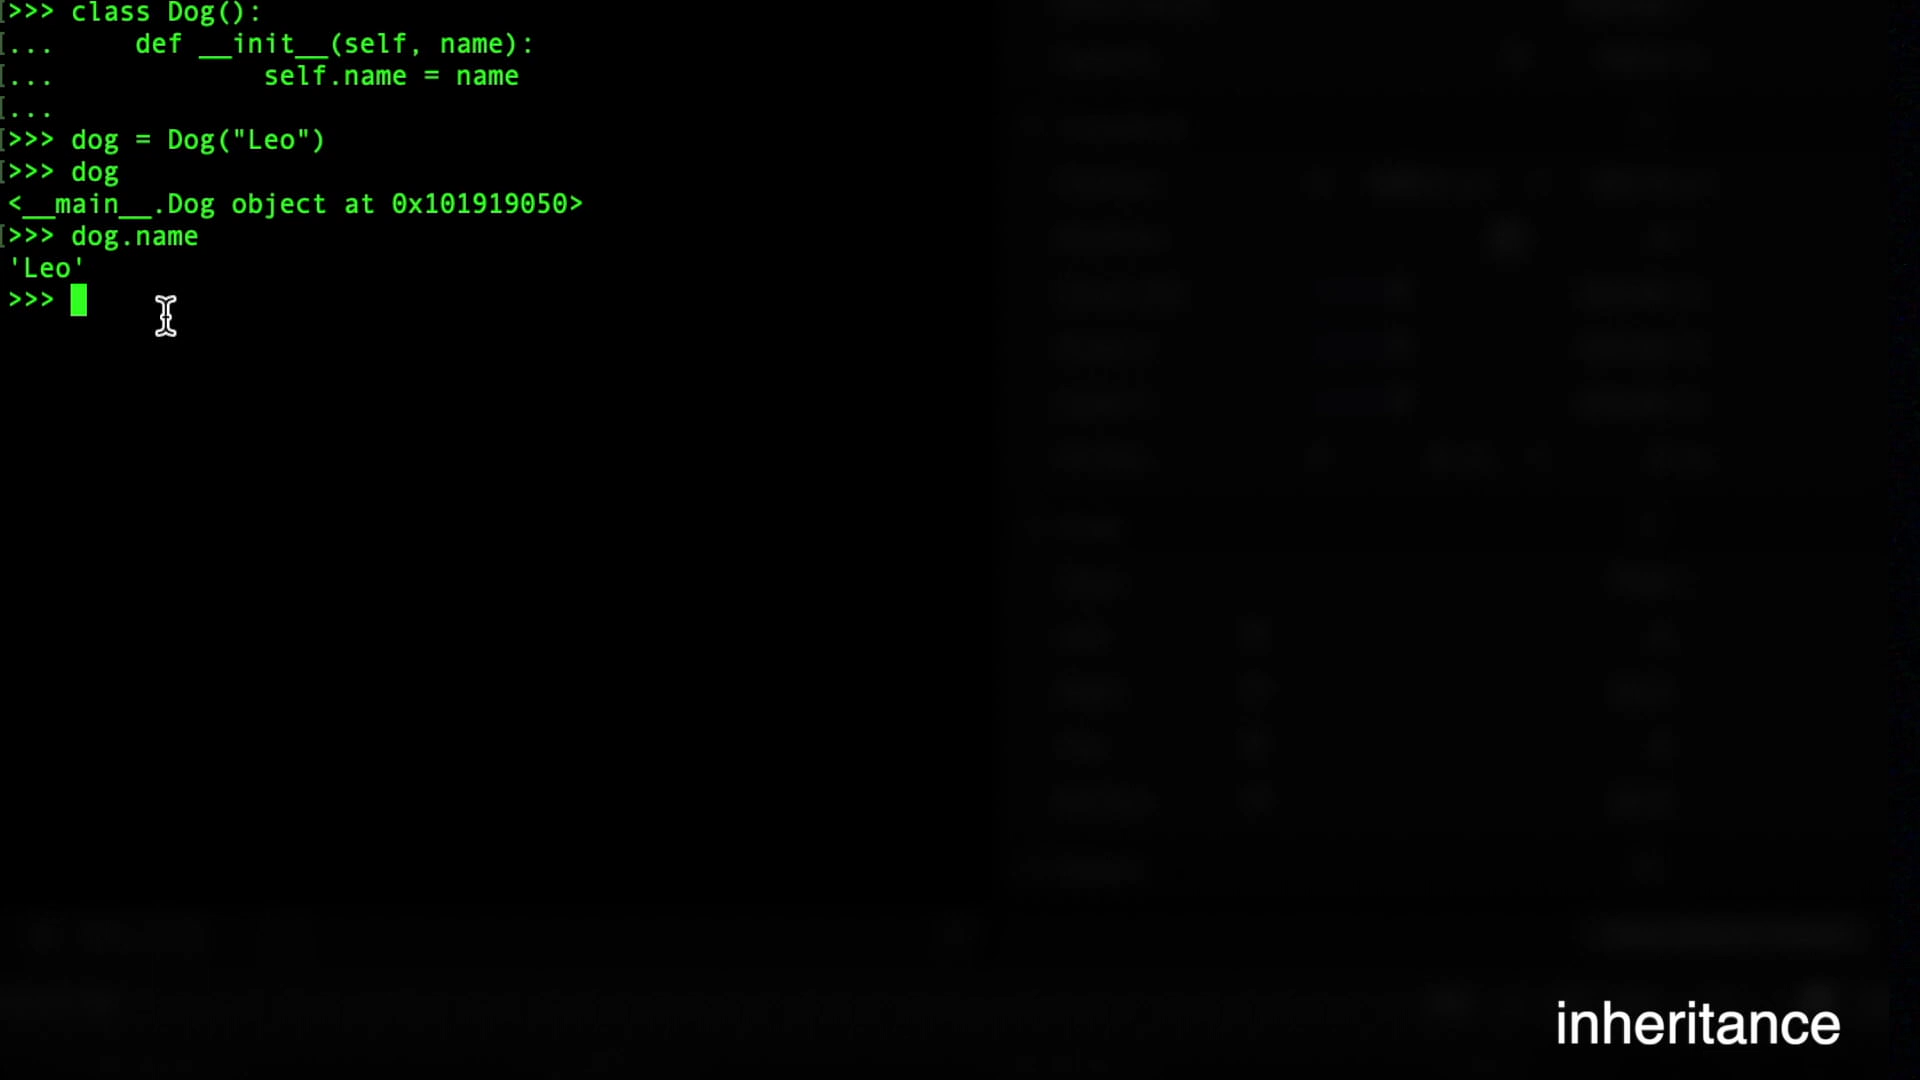 >>> class Dog():
...     def __init__(self, name):
...             self.name = name
...
>>> dog = Dog("Leo")
>>> dog
<__main__.Dog object at 0x101919050>
>>> dog.name
'Leo'
>>>
inheritance